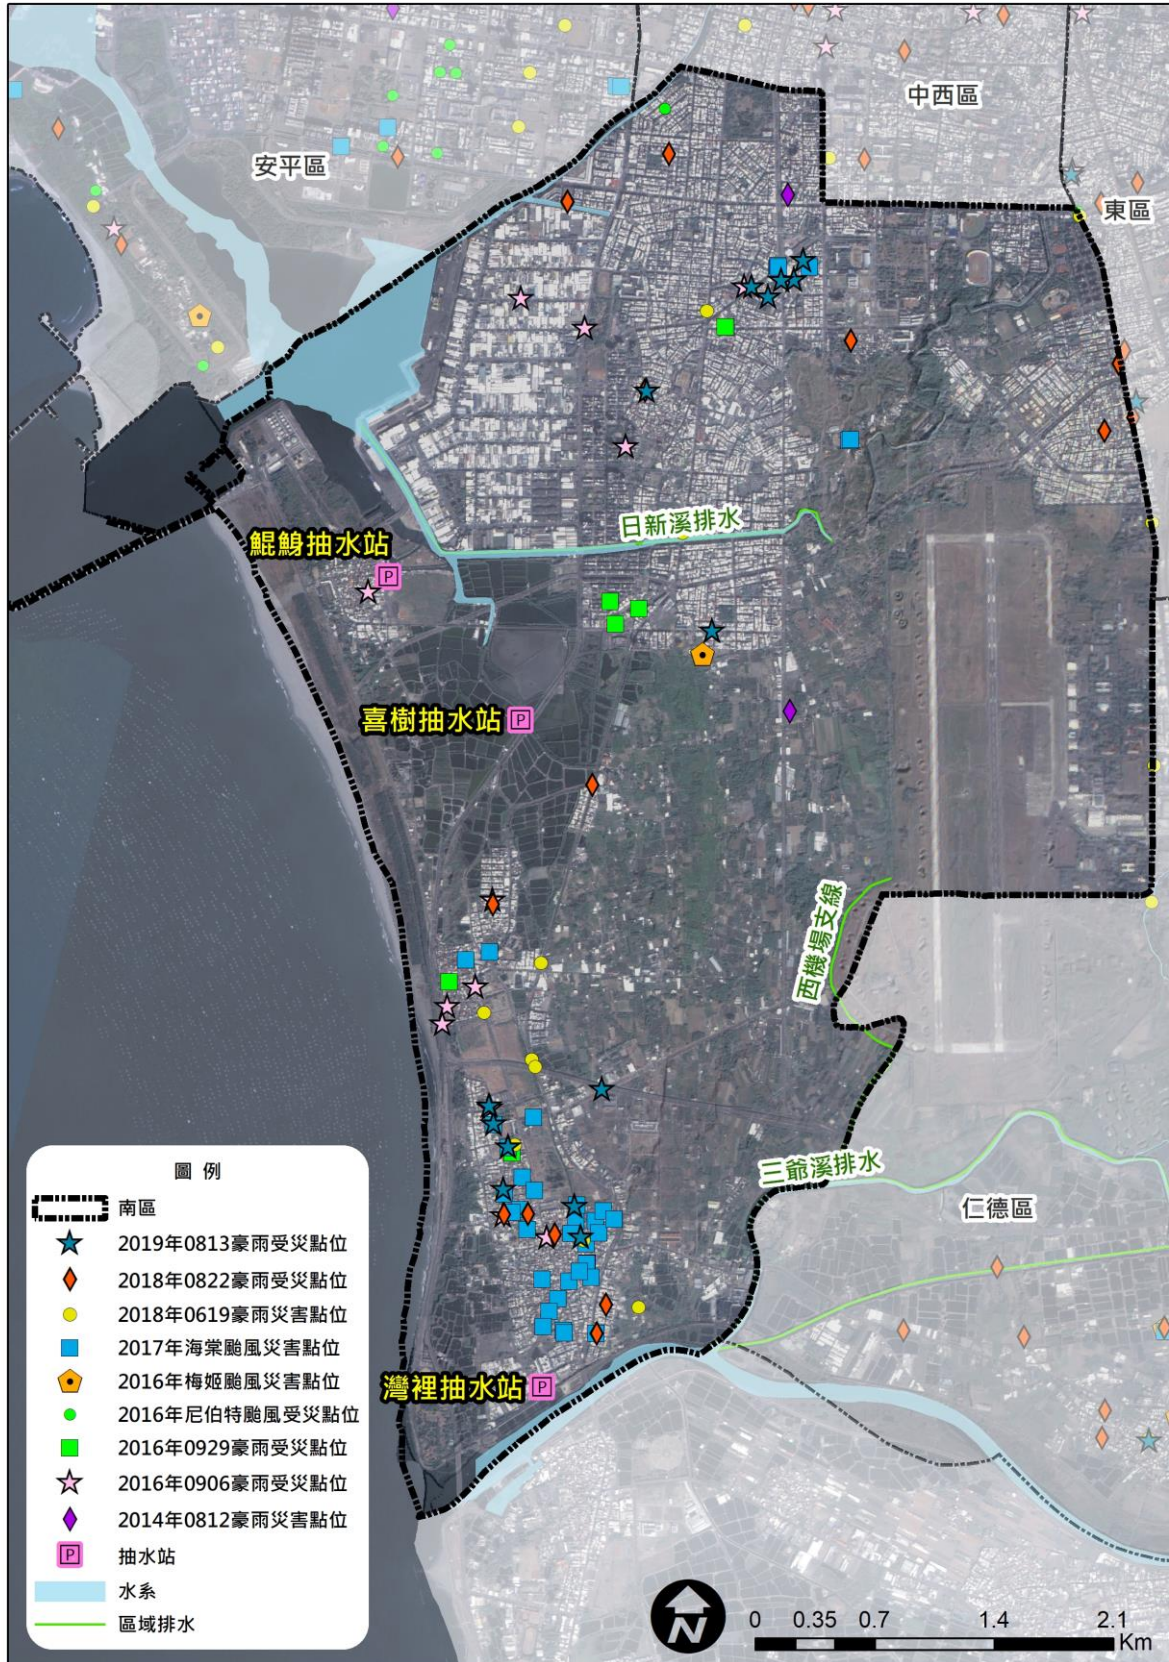 中西區
安平區
東區
日新溪排水
鯤鯓抽水站
P
喜樹抽水站
P
西機場支線
三爺溪排水
仁德區
灣裡抽水站
P
圖 例
南區
2019年0813豪雨受災點位
2018年0822豪雨受災點位
2018年0619豪雨災害點位
2017年海棠颱風災害點位
2016年梅姬颱風災害點位
2016年尼伯特颱風受災點位
2016年0929豪雨受災點位
2016年0906豪雨受災點位
2014年0812豪雨災害點位
P 抽水站
水系
區域排水
N
0 0.35 0.7 1.4 2.1
Km